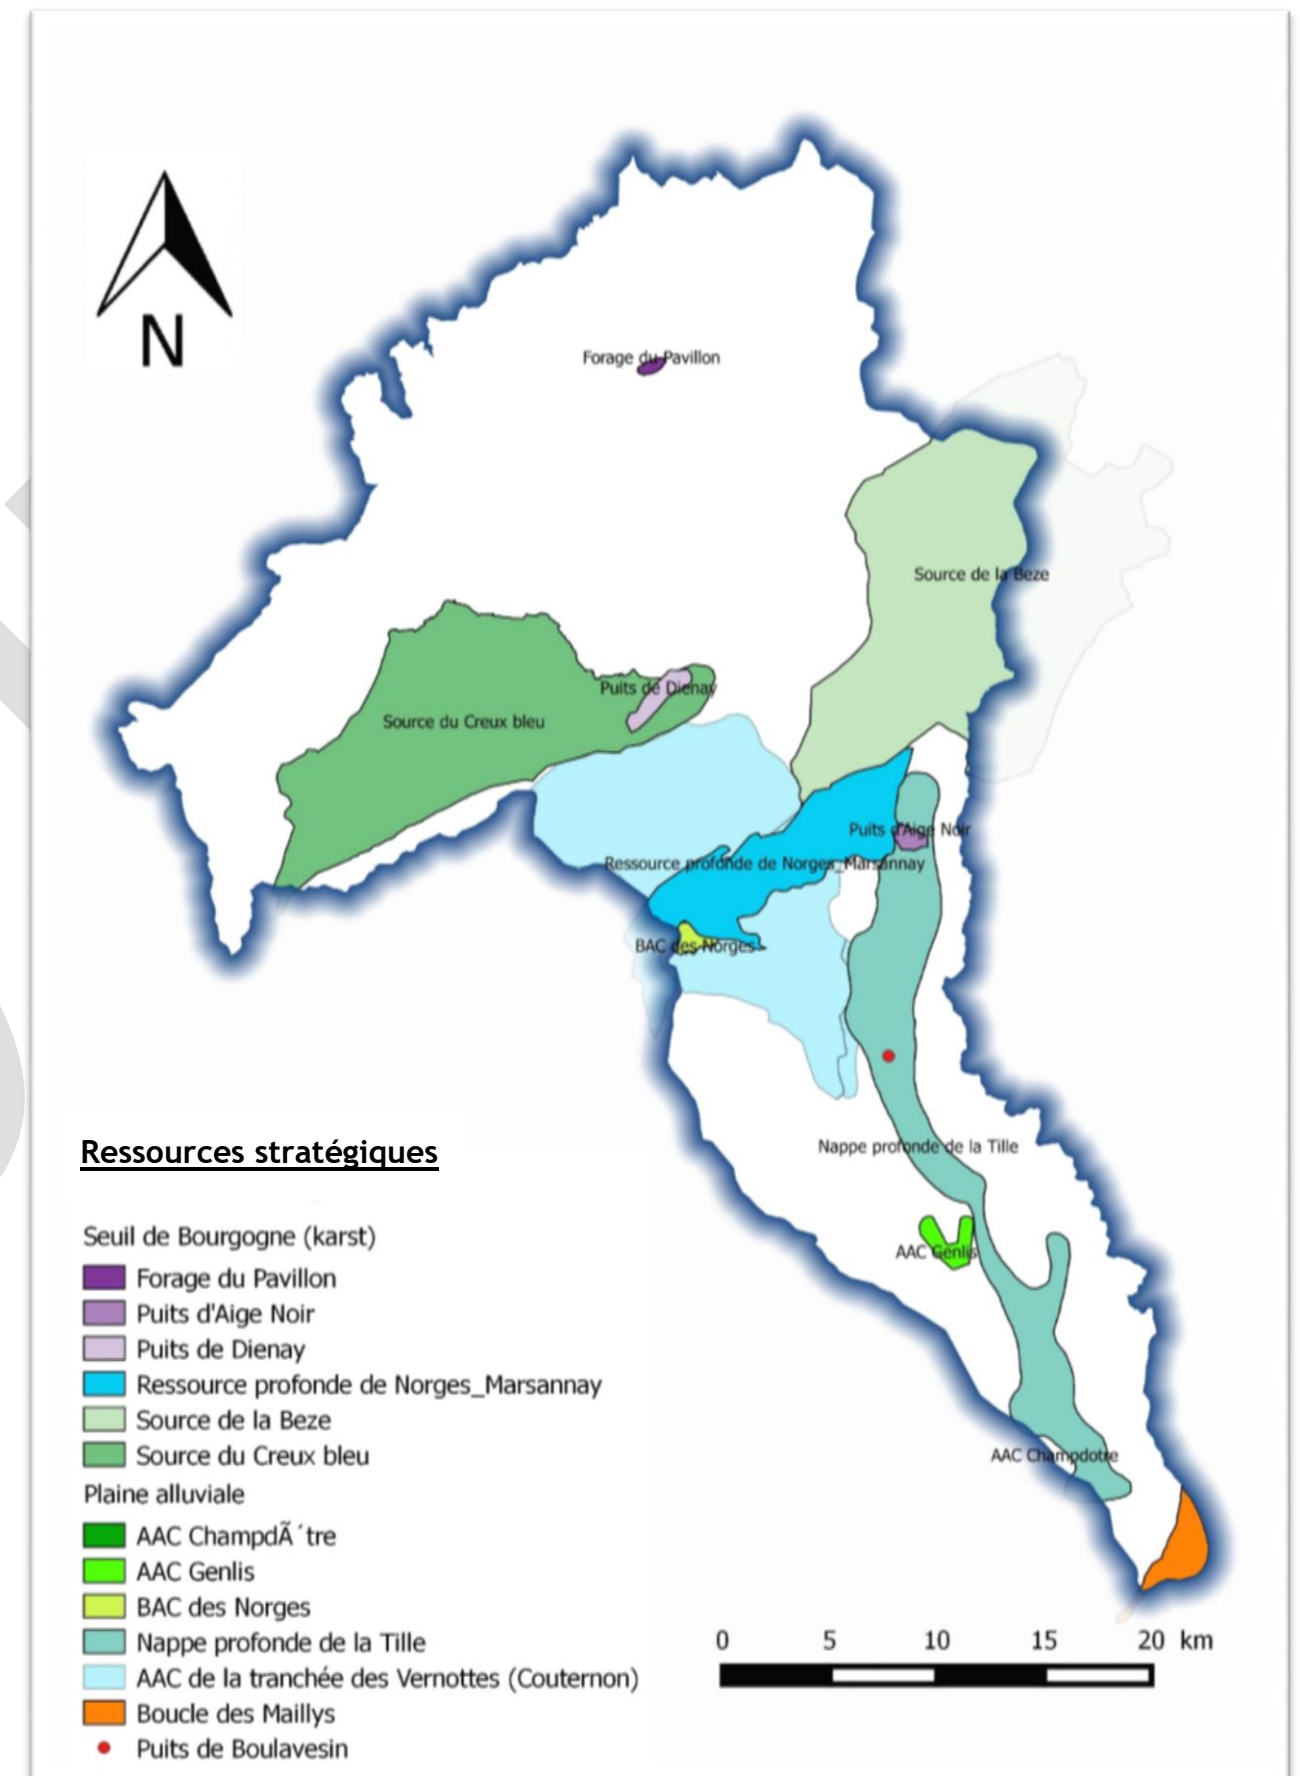 N
Forage du Pavillon
Source de la Beze
Puits de Dienay
Source du Creux bleu
Puits d'Aige Noir
Ressource profonde de Norges_Marsannay
BAC des Norges
Nappe profonde de la Tille
AAC Genlis
AAC Champdotre
Ressources stratégiques
Seuil de Bourgogne (karst)
Forage du Pavillon
Puits d'Aige Noir
Puits de Dienay
Ressource profonde de Norges_Marsannay
Source de la Beze
Source du Creux bleu
Plaine alluviale
AAC ChampdÃ´tre
AAC Genlis
BAC des Norges
Nappe profonde de la Tille
AAC de la tranchée des Vernottes (Couternon)
Boucle des Maillys
Puits de Boulavesin
0 5 10 15 20 km